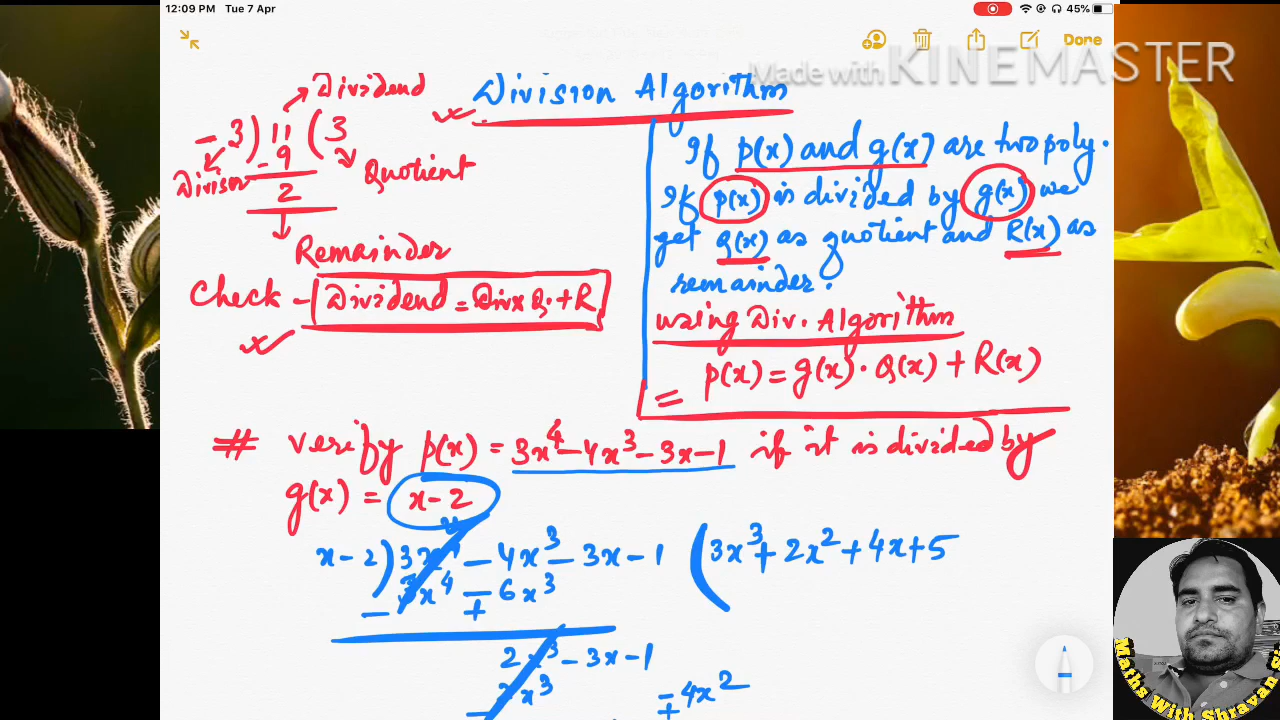 12:09 PM Tue 7 Apr
45%
Done
Made with KINEMASTER
Dividend
Division Algorithm
3) 11 (3
- 9
Divisor
Quotient
2
Remainder
Check - Dividend = Div x Q. + R
If p(x) and g(x) are two poly.
If p(x) is divided by g(x) we
get Q(x) as quotient and R(x) as
remainder.
using Div. Algorithm
= p(x) = g(x) · Q(x) + R(x)
# verify p(x) = 3x⁴ - 4x³ - 3x - 1 if it is divided by
g(x) = x - 2
x - 2) 3x⁴ - 4x³ - 3x - 1 (3x³ + 2x² + 4x + 5
3x⁴ - 6x³
- +
2x³ - 3x - 1
2x³ ∓ 4x²
-
Maths With Shravan Si